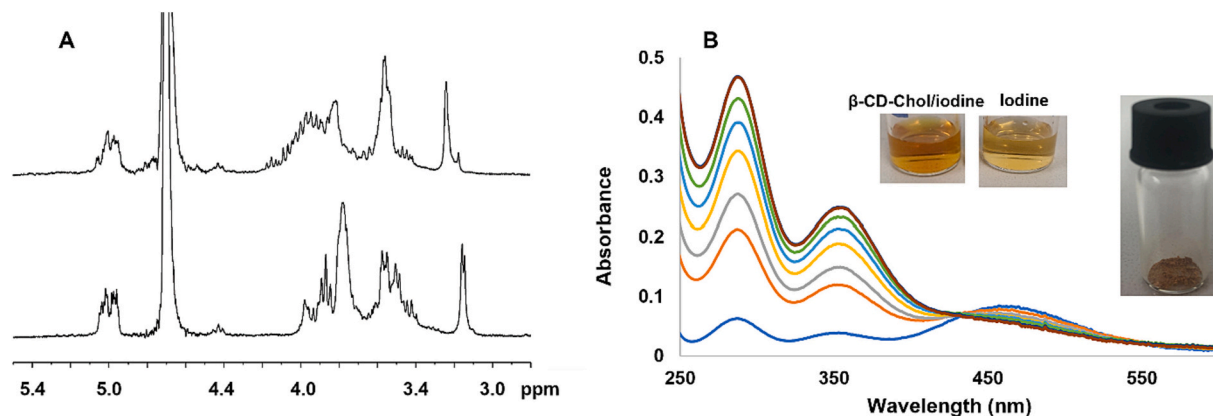 A
5.4 5.0 4.4 4.0 3.4 3.0 ppm
B
0.5
0.4
0.3
0.2
0.1
0
Absorbance
β-CD-Chol/iodine Iodine
250 350 450 550
Wavelength (nm)